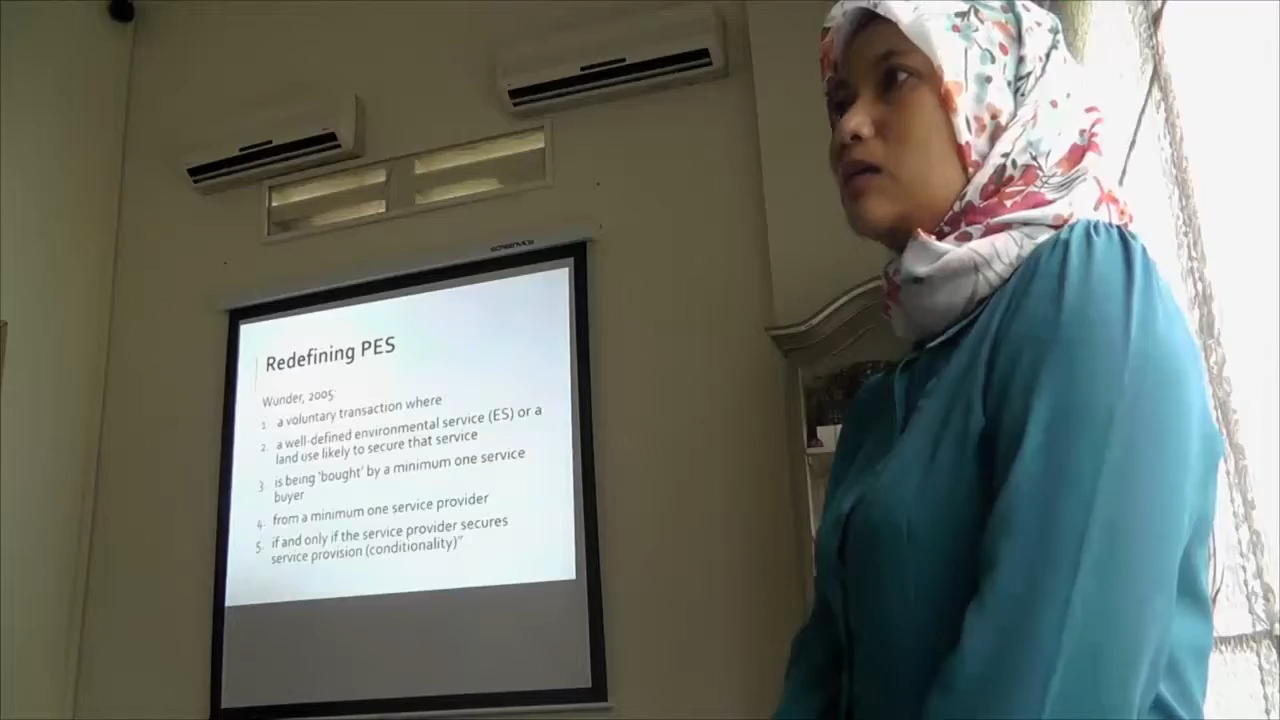 SCREENVIEW
Redefining PES
Wunder, 2005:
1. a voluntary transaction where
2. a well-defined environmental service (ES) or a
land use likely to secure that service
3. is being ‘bought’ by a minimum one service
buyer
4. from a minimum one service provider
5. if and only if the service provider secures
service provision (conditionality)”